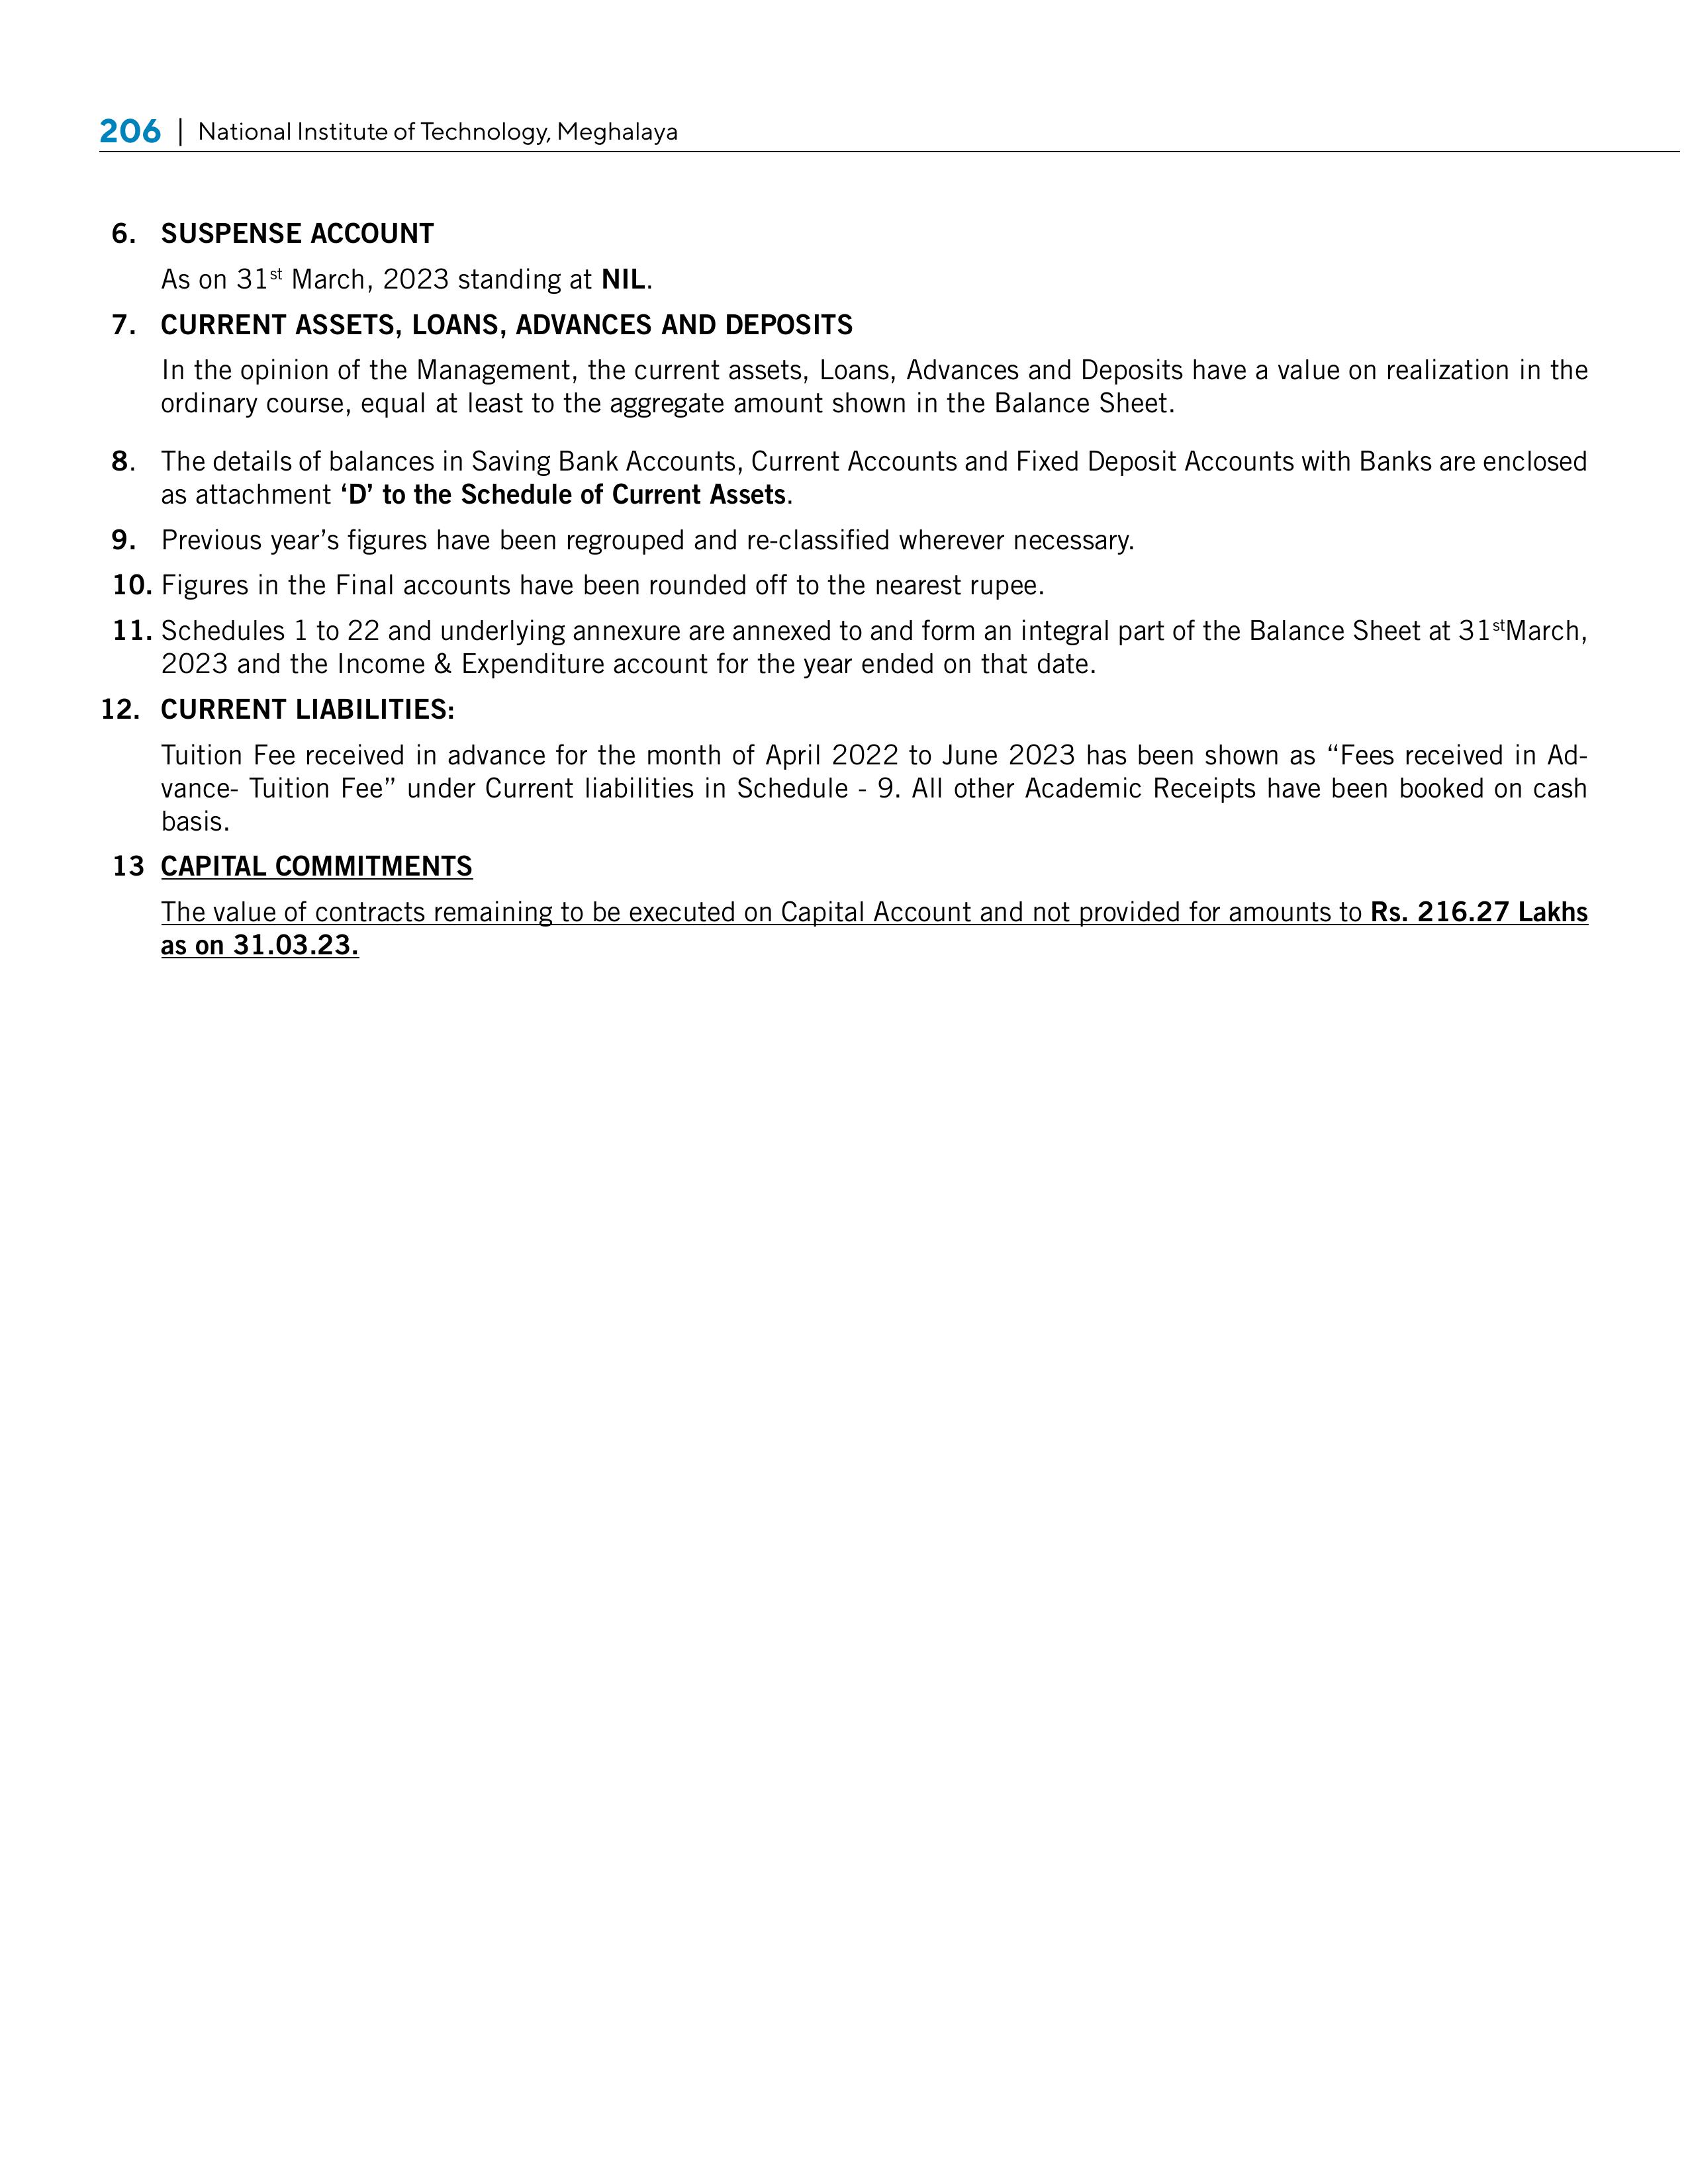 206 | National Institute of Technology, Meghalaya
6. SUSPENSE ACCOUNT
As on 31st March, 2023 standing at NIL.
7. CURRENT ASSETS, LOANS, ADVANCES AND DEPOSITS
In the opinion of the Management, the current assets, Loans, Advances and Deposits have a value on realization in the
ordinary course, equal at least to the aggregate amount shown in the Balance Sheet.
8. The details of balances in Saving Bank Accounts, Current Accounts and Fixed Deposit Accounts with Banks are enclosed
as attachment ‘D’ to the Schedule of Current Assets.
9. Previous year’s figures have been regrouped and re-classified wherever necessary.
10. Figures in the Final accounts have been rounded off to the nearest rupee.
11. Schedules 1 to 22 and underlying annexure are annexed to and form an integral part of the Balance Sheet at 31stMarch,
2023 and the Income & Expenditure account for the year ended on that date.
12. CURRENT LIABILITIES:
Tuition Fee received in advance for the month of April 2022 to June 2023 has been shown as “Fees received in Ad-
vance- Tuition Fee” under Current liabilities in Schedule - 9. All other Academic Receipts have been booked on cash
basis.
13 CAPITAL COMMITMENTS
The value of contracts remaining to be executed on Capital Account and not provided for amounts to Rs. 216.27 Lakhs
as on 31.03.23.